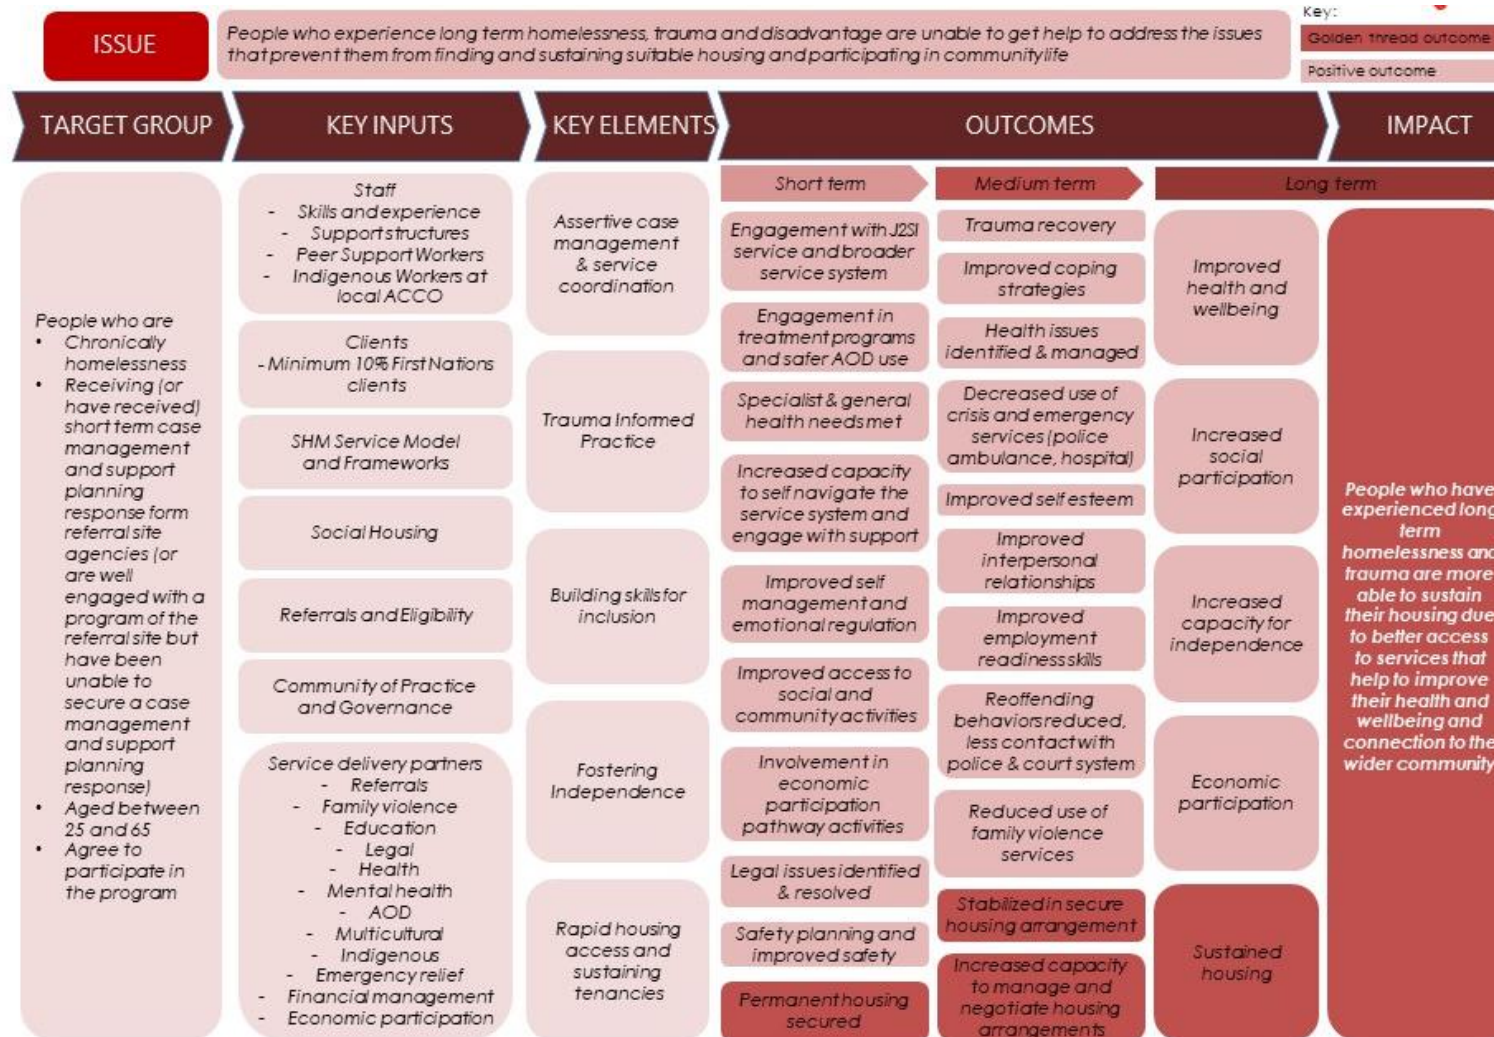 ISSUE
People who experience long term homelessness, trauma and disadvantage are unable to get help to address the issues
that prevent them from finding and sustaining suitable housing and participating in community life
Key:
Golden thread outcome
Positive outcome
TARGET GROUP
KEY INPUTS
KEY ELEMENTS
OUTCOMES
IMPACT
People who are
• Chronically
homelessness
• Receiving (or
have received)
short term case
management
and support
planning
response form
referral site
agencies (or
are well
engaged with a
program of the
referral site but
have been
unable to
secure a case
management
and support
planning
response)
• Aged between
25 and 65
• Agree to
participate in
the program
Staff
- Skills and experience
- Support structures
- Peer Support Workers
- Indigenous Workers at
local ACCO
Clients
- Minimum 10% First Nations
clients
SHM Service Model
and Frameworks
Social Housing
Referrals and Eligibility
Community of Practice
and Governance
Service delivery partners
- Referrals
- Family violence
- Education
- Legal
- Health
- Mental health
- AOD
- Multicultural
- Indigenous
- Emergency relief
- Financial management
- Economic participation
Assertive case
management
& service
coordination
Trauma Informed
Practice
Building skills for
inclusion
Fostering
Independence
Rapid housing
access and
sustaining
tenancies
Short term
Engagement with J2SI
service and broader
service system
Engagement in
treatment programs
and safer AOD use
Specialist & general
health needs met
Increased capacity
to self navigate the
service system and
engage with support
Improved self
management and
emotional regulation
Improved access to
social and
community activities
Involvement in
economic
participation
pathway activities
Legal issues identified
& resolved
Safety planning and
improved safety
Permanent housing
secured
Medium term
Trauma recovery
Improved coping
strategies
Health issues
identified & managed
Decreased use of
crisis and emergency
services (police
ambulance, hospital)
Improved self esteem
Improved
interpersonal
relationships
Improved
employment
readiness skills
Reoffending
behaviors reduced,
less contact with
police & court system
Reduced use of
family violence
services
Stabilized in secure
housing arrangement
Increased capacity
to manage and
negotiate housing
arrangements
Long term
Improved
health and
wellbeing
Increased
social
participation
Increased
capacity for
independence
Economic
participation
Sustained
housing
People who have
experienced long
term
homelessness and
trauma are more
able to sustain
their housing due
to better access
to services that
help to improve
their health and
wellbeing and
connection to the
wider community